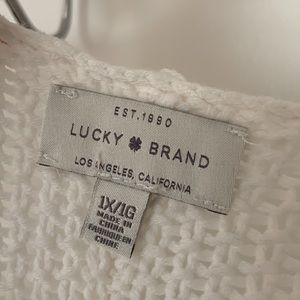 EST. 1990
LUCKY BRAND
LOS ANGELES, CALIFORNIA
1X/1G
MADE IN
CHINA
FABRIQUÉ EN
CHINE